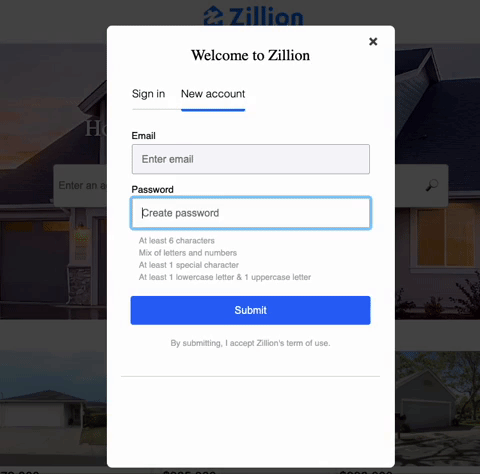 Zillion
Welcome to Zillion
Sign in
New account
Email
Enter email
Enter an a
Password
Create password
At least 6 characters
Mix of letters and numbers
At least 1 special character
At least 1 lowercase letter & 1 uppercase letter
Submit
By submitting, I accept Zillion's term of use.